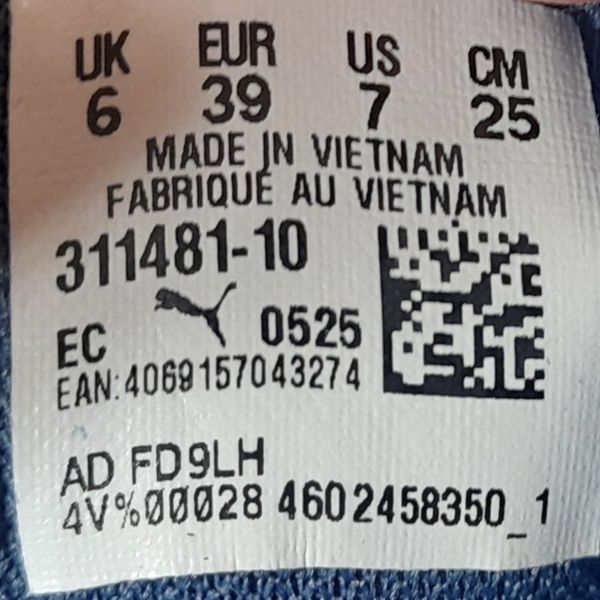 UK EUR US CM
6 39 7 25
MADE IN VIETNAM
FABRIQUÉ AU VIETNAM
311481-10
EC 0525
EAN:4069157043274
AD FD9LH
4V%00028 4602458350_1